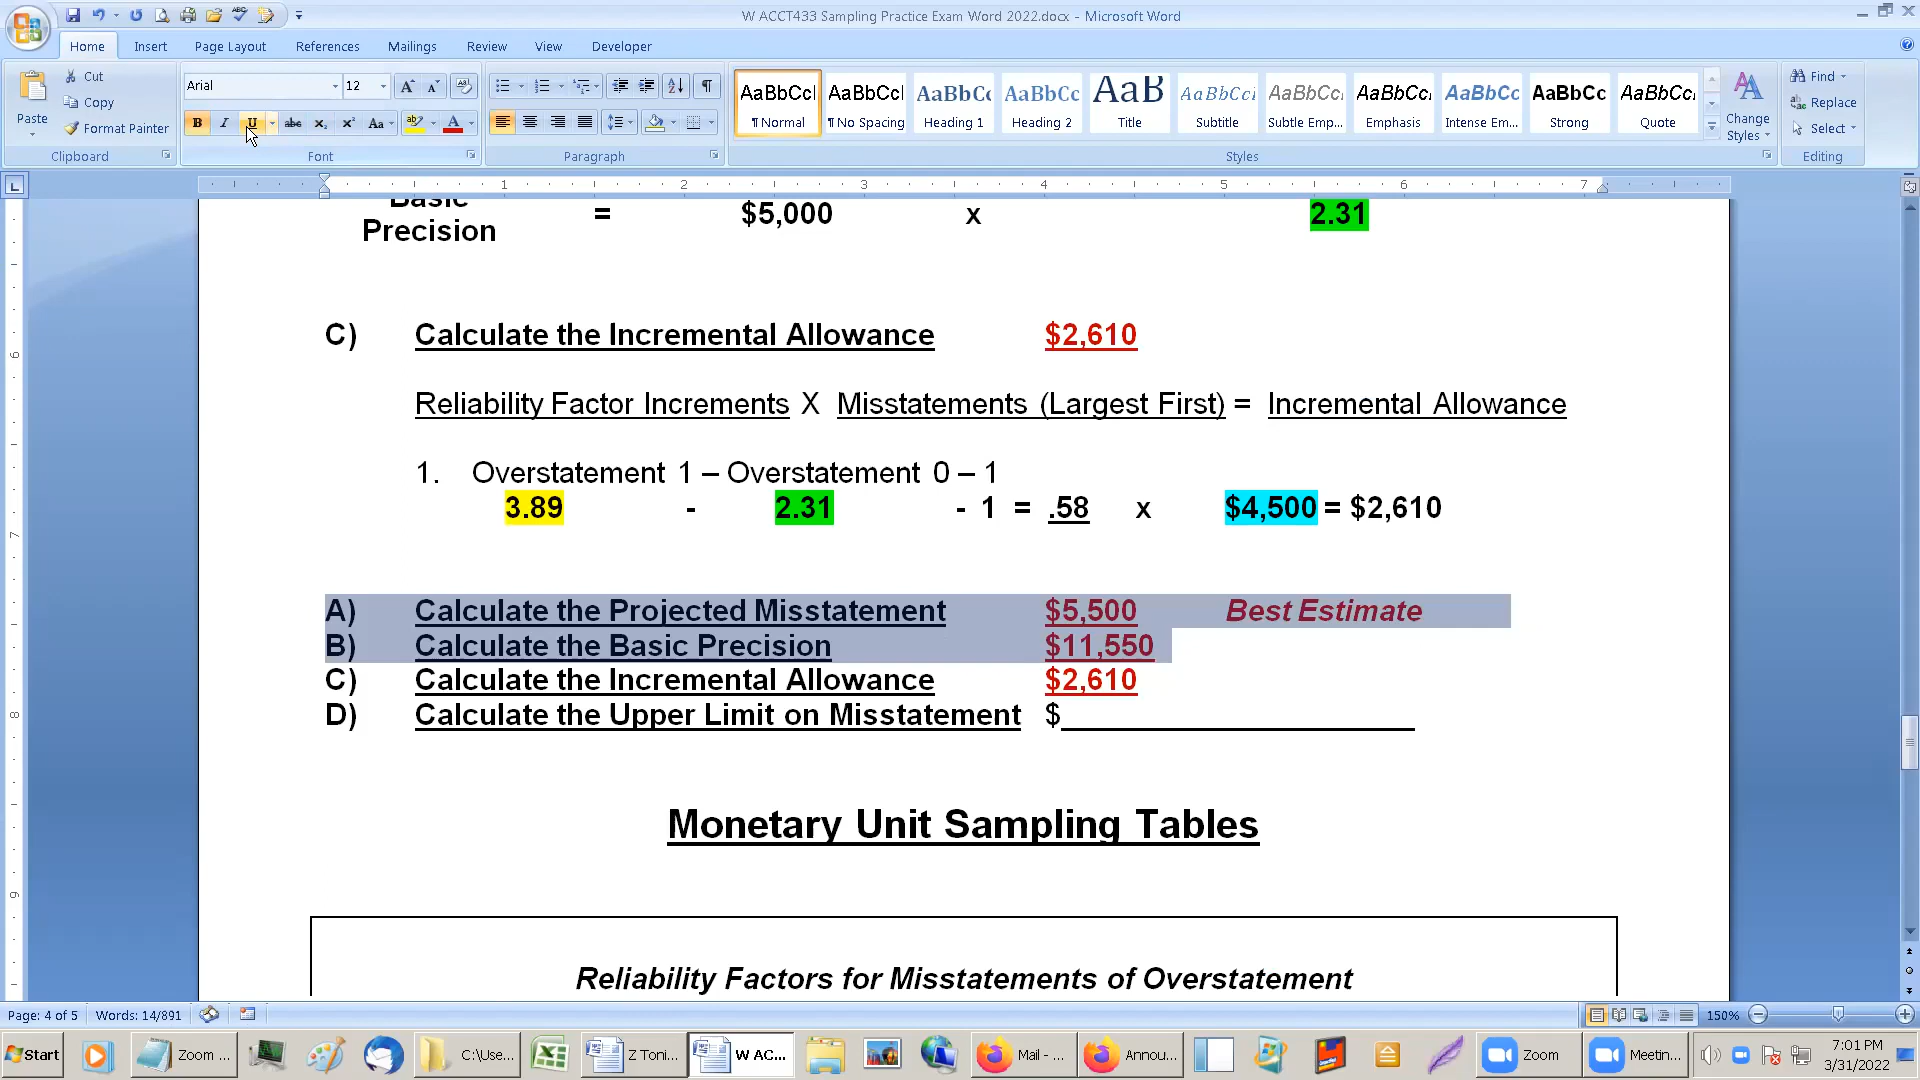 W ACCT433 Sampling Practice Exam Word 2022.docx - Microsoft Word
Home Insert Page Layout References Mailings Review View Developer
Paste Cut Copy Format Painter Clipboard
Arial 12 Font
Paragraph
AaBbCcI AaBbCcI AaBbCc AaBbCc AaB AaBbCcI AaBbCcI AaBbCcI AaBbCcI AaBbCc AaBbCcI
¶ Normal ¶ No Spacing Heading 1 Heading 2 Title Subtitle Subtle Emp... Emphasis Intense Em... Strong Quote
Change Styles Styles
Find Replace Select Editing
1 2 3 4 5 6 7
Basic
Precision = $5,000 x 2.31
C) Calculate the Incremental Allowance $2,610
Reliability Factor Increments X Misstatements (Largest First) = Incremental Allowance
1. Overstatement 1 – Overstatement 0 – 1
3.89 - 2.31 - 1 = .58 x $4,500 = $2,610
A) Calculate the Projected Misstatement $5,500 Best Estimate
B) Calculate the Basic Precision $11,550
C) Calculate the Incremental Allowance $2,610
D) Calculate the Upper Limit on Misstatement $
Monetary Unit Sampling Tables
Reliability Factors for Misstatements of Overstatement
Page: 4 of 5 Words: 14/891 150%
Start Zoom ... C:\Use... Z Toni... W AC... Mail - ... Annou... Zoom Meetin... 7:01 PM
3/31/2022